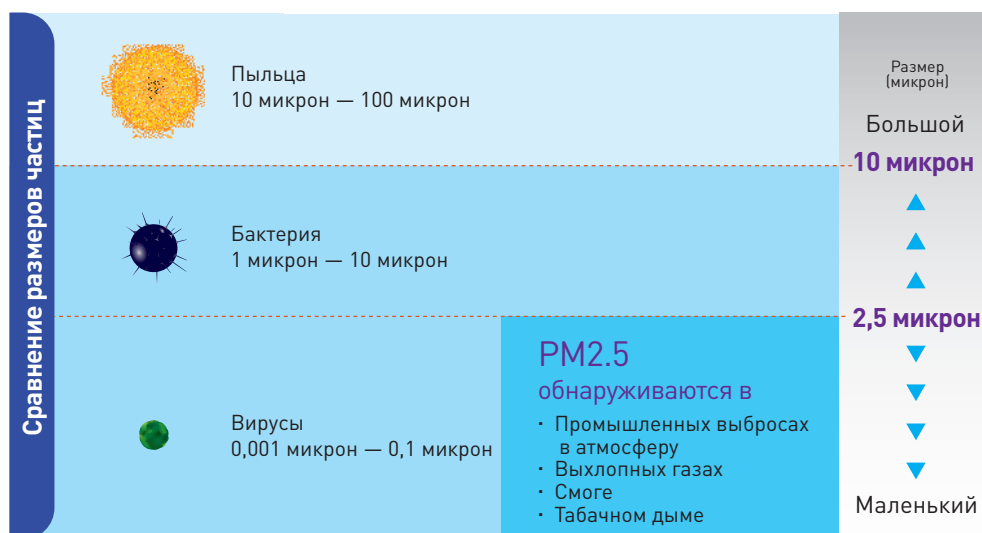 Сравнение размеров частиц
Пыльца
10 микрон — 100 микрон
Бактерия
1 микрон — 10 микрон
Вирусы
0,001 микрон — 0,1 микрон
PM2.5
обнаруживаются в
· Промышленных выбросах
в атмосферу
· Выхлопных газах
· Смоге
· Табачном дыме
Размер
(микрон)
Большой
10 микрон
2,5 микрон
Маленький